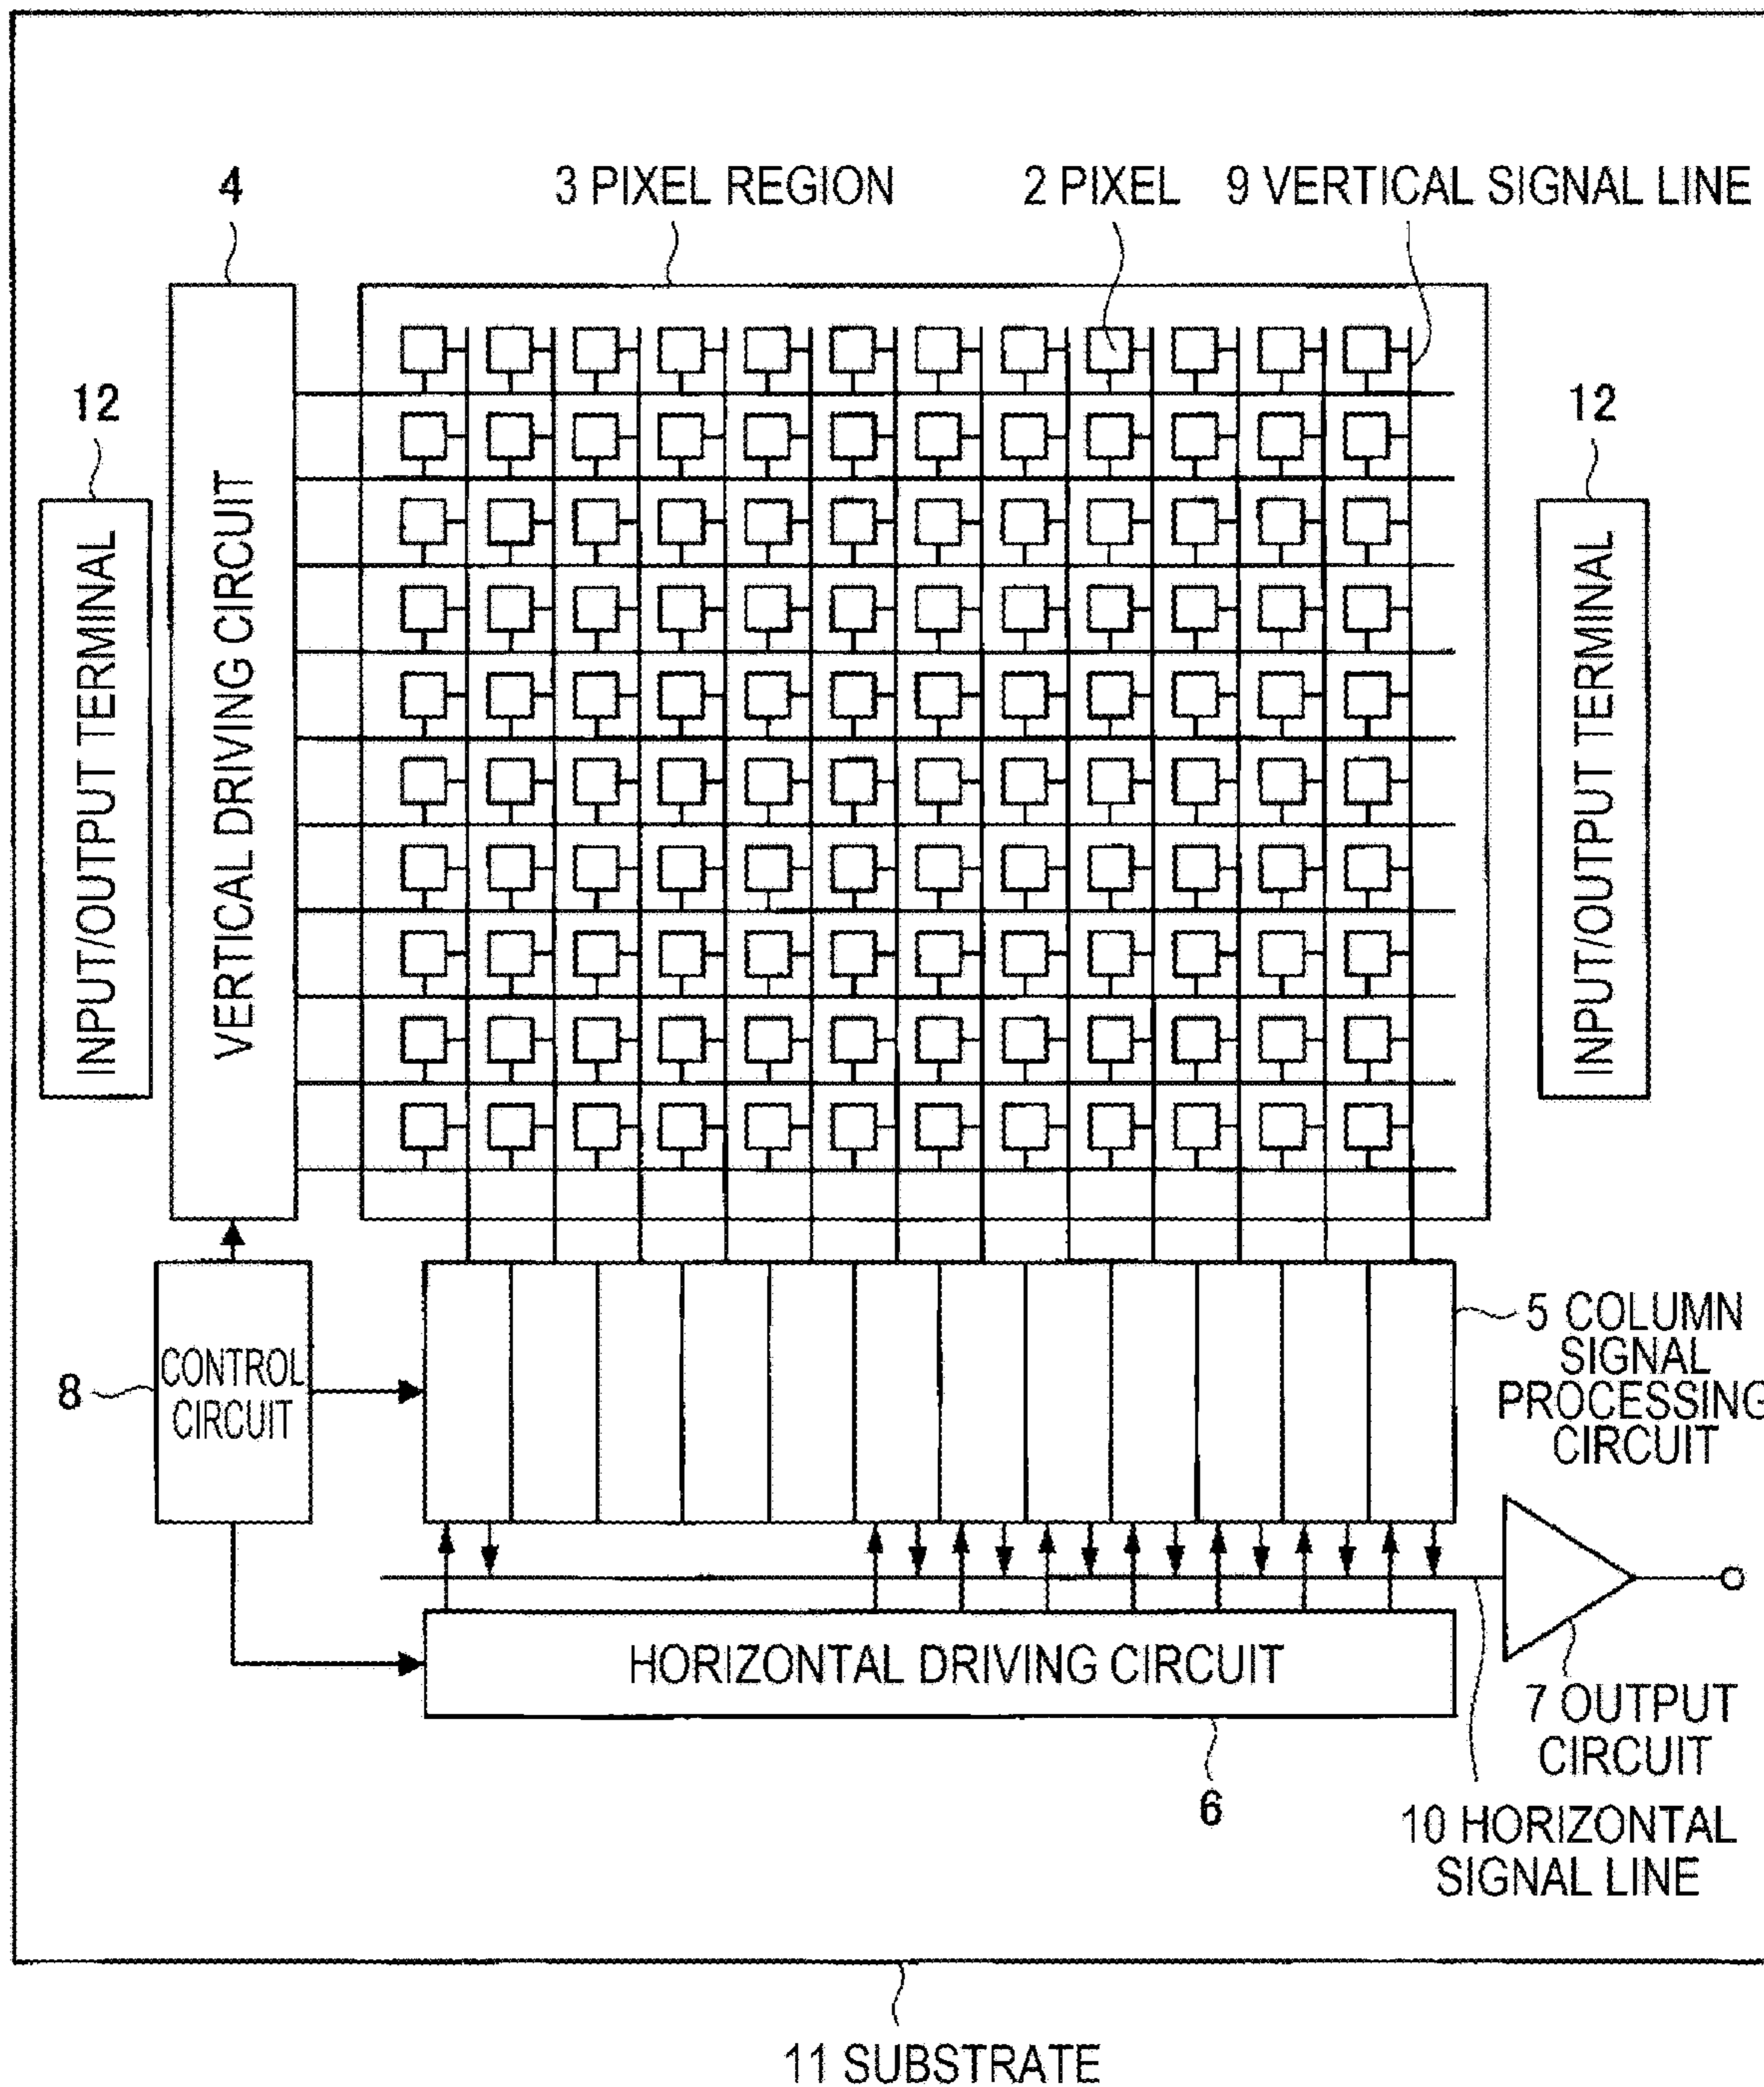 4
3 PIXEL REGION
2 PIXEL
9 VERTICAL SIGNAL LINE
12
12
INPUT/OUTPUT TERMINAL
VERTICAL DRIVING CIRCUIT
INPUT/OUTPUT TERMINAL
5 COLUMN
SIGNAL
PROCESSING
CIRCUIT
8
CONTROL
CIRCUIT
HORIZONTAL DRIVING CIRCUIT
7 OUTPUT
CIRCUIT
6
10 HORIZONTAL
SIGNAL LINE
11 SUBSTRATE